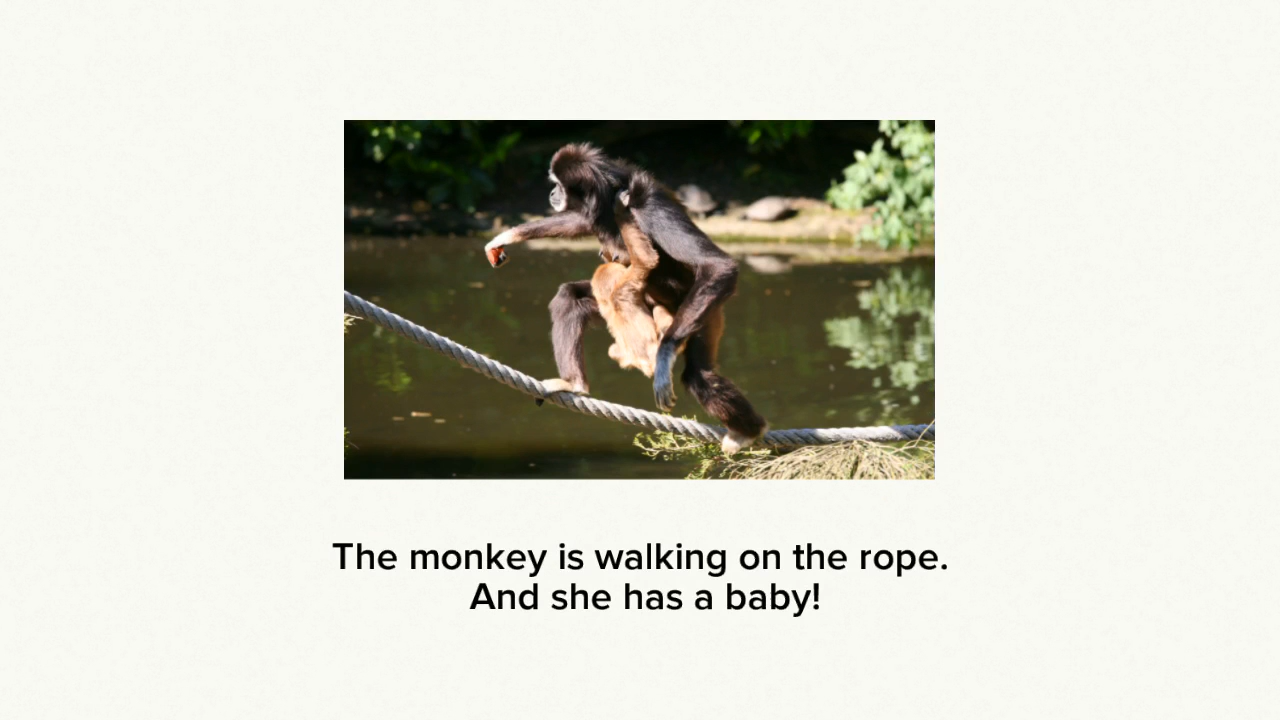 The monkey is walking on the rope.
And she has a baby!